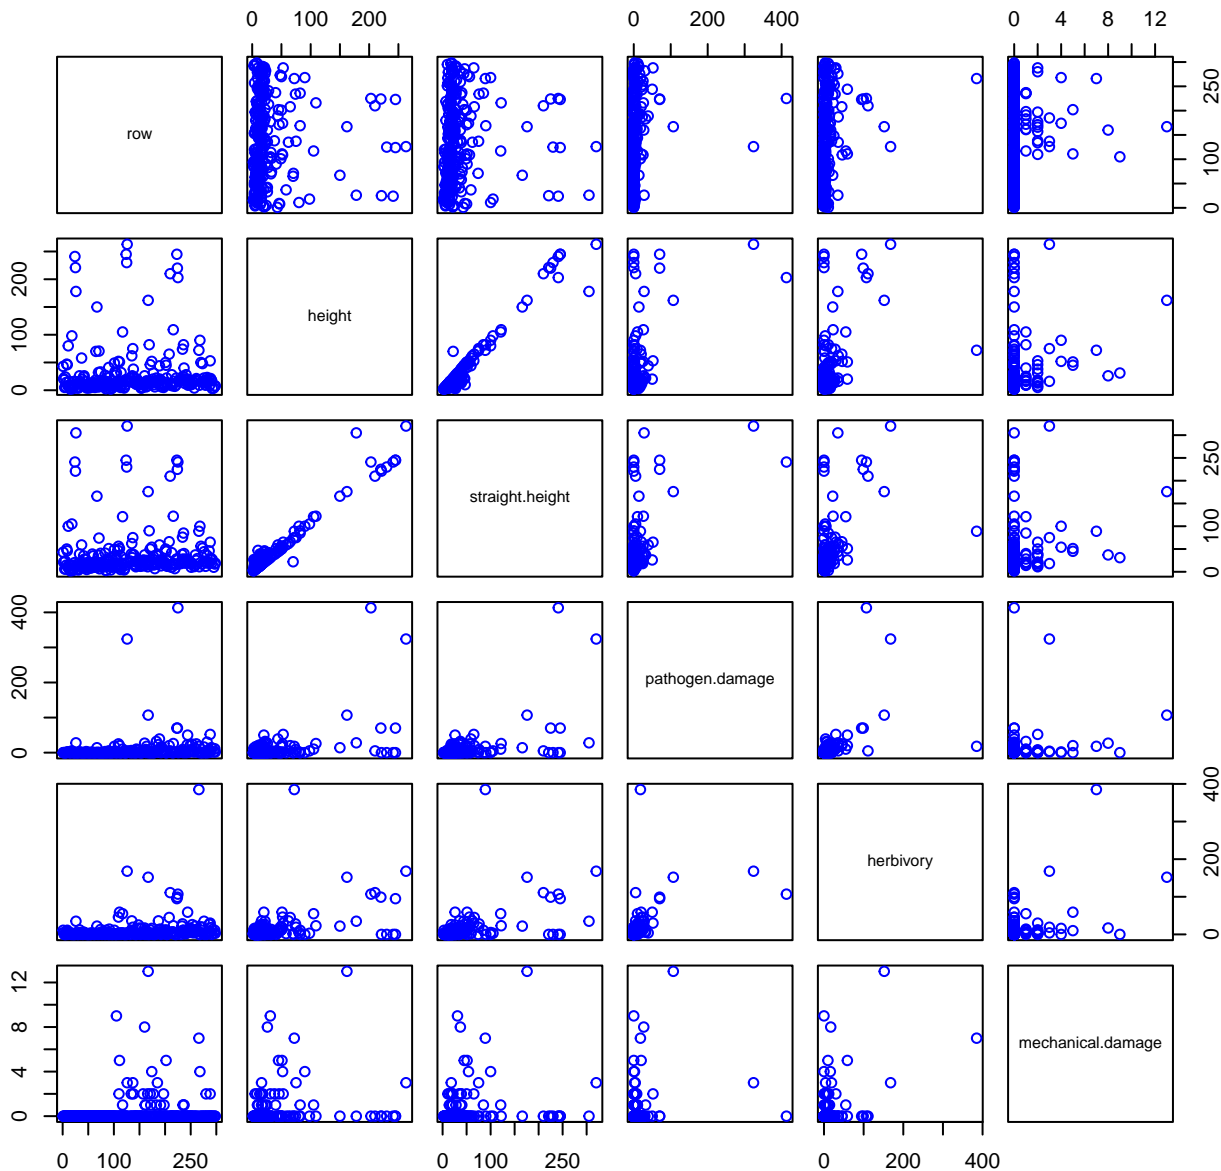 0 100 200 0 200 400 0 4 8 12
row
0 100 250
0 100 200
height
straight.height
0 100 250
0 200 400
pathogen.damage
herbivory
0 200 400
0 4 8 12
mechanical.damage
0 100 250 0 100 250 0 200 400